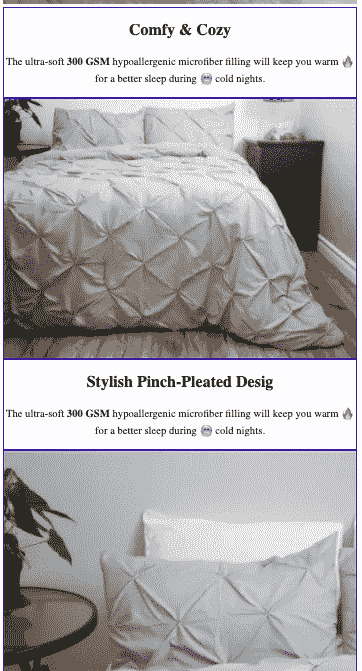 Comfy & Cozy
The ultra-soft 300 GSM hypoallergenic microfiber filling will keep you warm 🔥
for a better sleep during 🥶 cold nights.
Stylish Pinch-Pleated Desig
The ultra-soft 300 GSM hypoallergenic microfiber filling will keep you warm 🔥
for a better sleep during 🥶 cold nights.